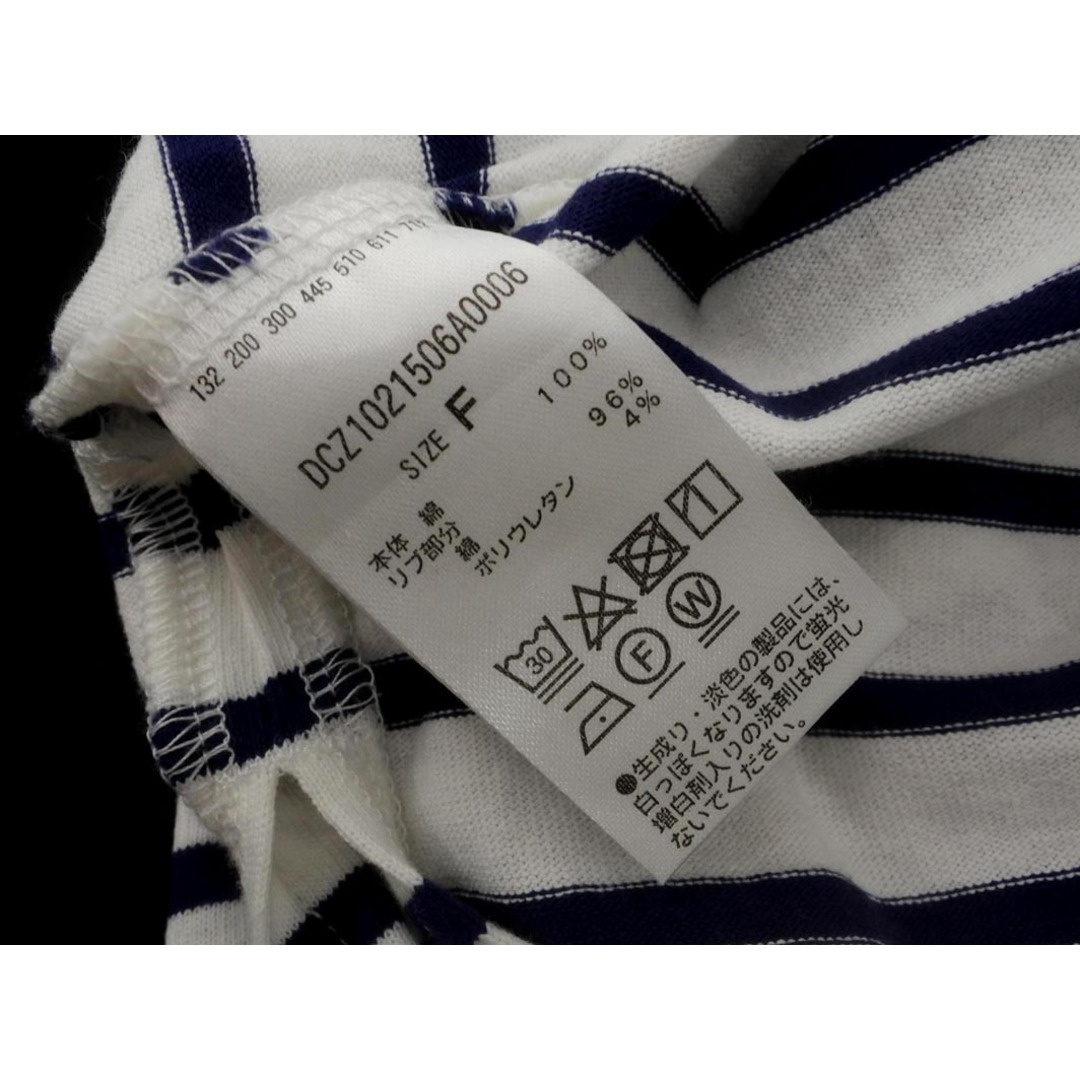 132 200 300 445 510 611
DCZ1021506A0006
SIZE F
本体 綿 100%
リブ部分 綿 96%
ポリウレタン 4%
30
F W
●生成り・淡色の製品には、
白っぽくなりますので蛍光
増白剤入りの洗剤は使用し
ないでください。